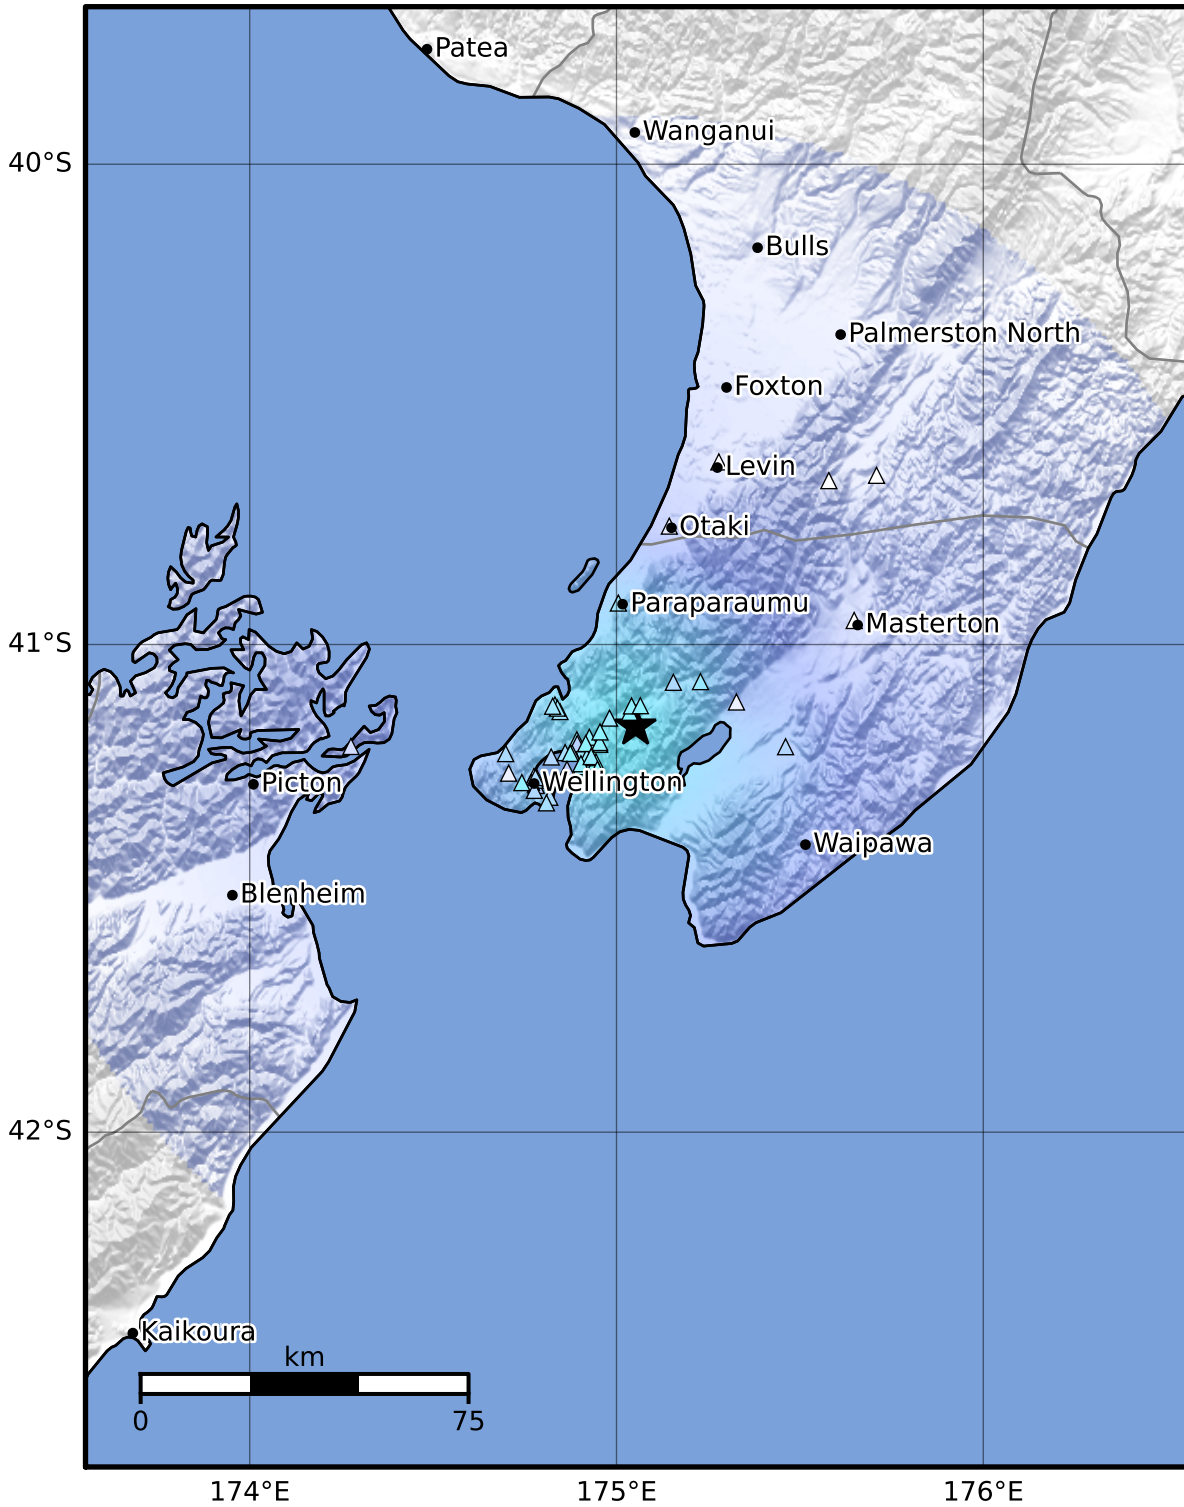 Patea
Wanganui
40°S
Bulls
Palmerston North
Foxton
Levin
Otaki
Paraparaumu
Masterton
41°S
Picton
Wellington
Waipawa
Blenheim
42°S
Kaikoura
km
0
75
174°E
175°E
176°E